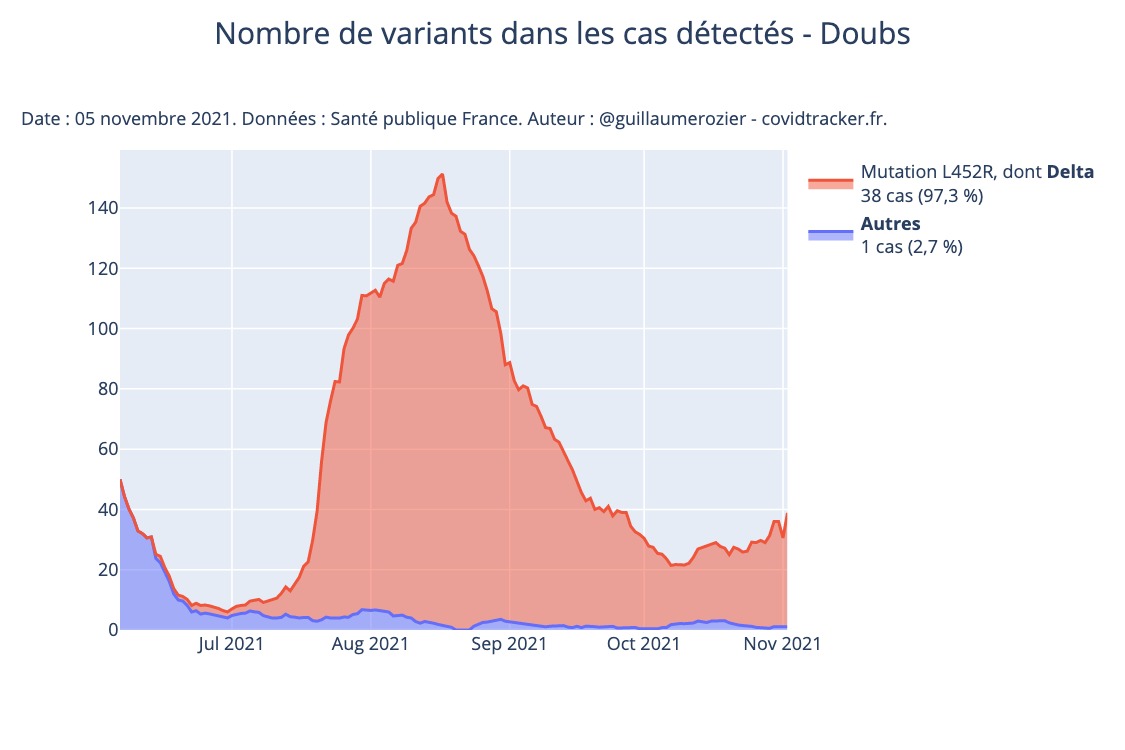 Nombre de variants dans les cas détectés - Doubs
Date : 05 novembre 2021. Données : Santé publique France. Auteur : @guillaumerozier - covidtracker.fr.
Mutation L452R, dont Delta
38 cas (97,3 %)
Autres
1 cas (2,7 %)
140
120
100
80
60
40
20
0
Jul 2021 Aug 2021 Sep 2021 Oct 2021 Nov 2021